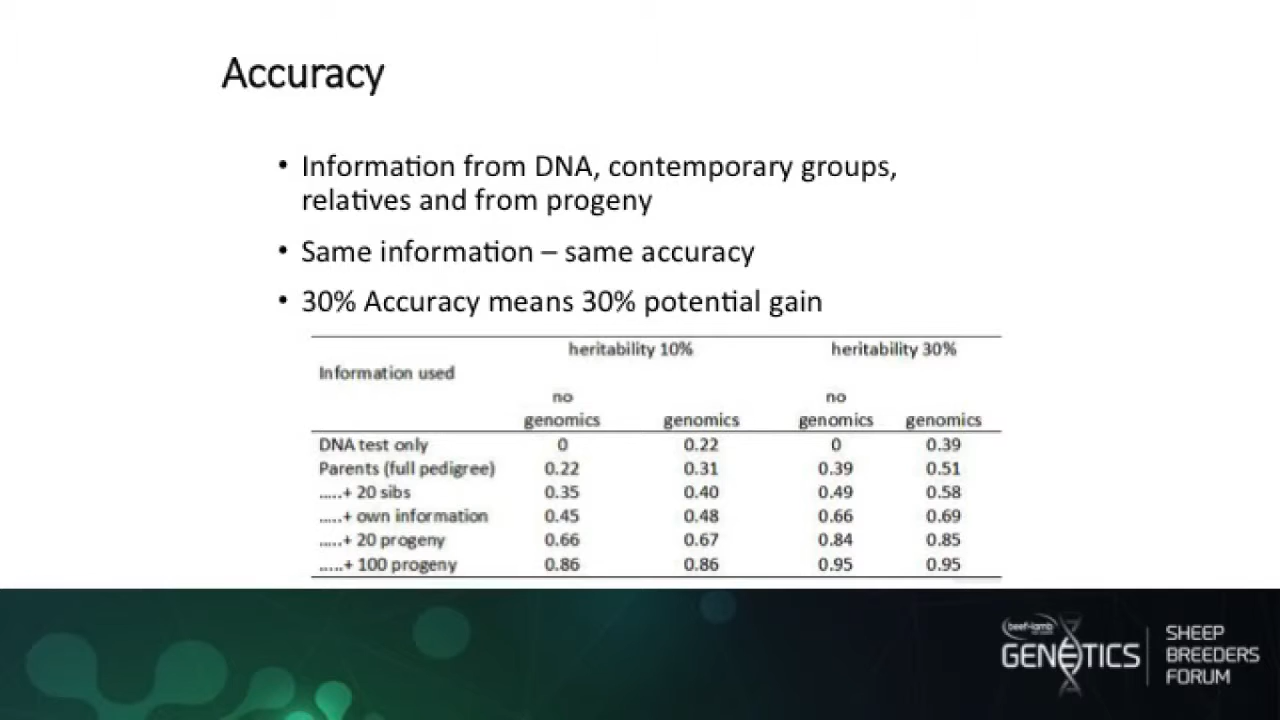 Accuracy
• Information from DNA, contemporary groups,
relatives and from progeny
• Same information – same accuracy
• 30% Accuracy means 30% potential gain
heritability 10% heritability 30%
Information used
no no
genomics genomics genomics genomics
DNA test only 0 0.22 0 0.39
Parents (full pedigree) 0.22 0.31 0.39 0.51
.....+ 20 sibs 0.35 0.40 0.49 0.58
.....+ own information 0.45 0.48 0.66 0.69
.....+ 20 progeny 0.66 0.67 0.84 0.85
.....+ 100 progeny 0.86 0.86 0.95 0.95
beef+lamb
GENETICS
SHEEP
BREEDERS
FORUM